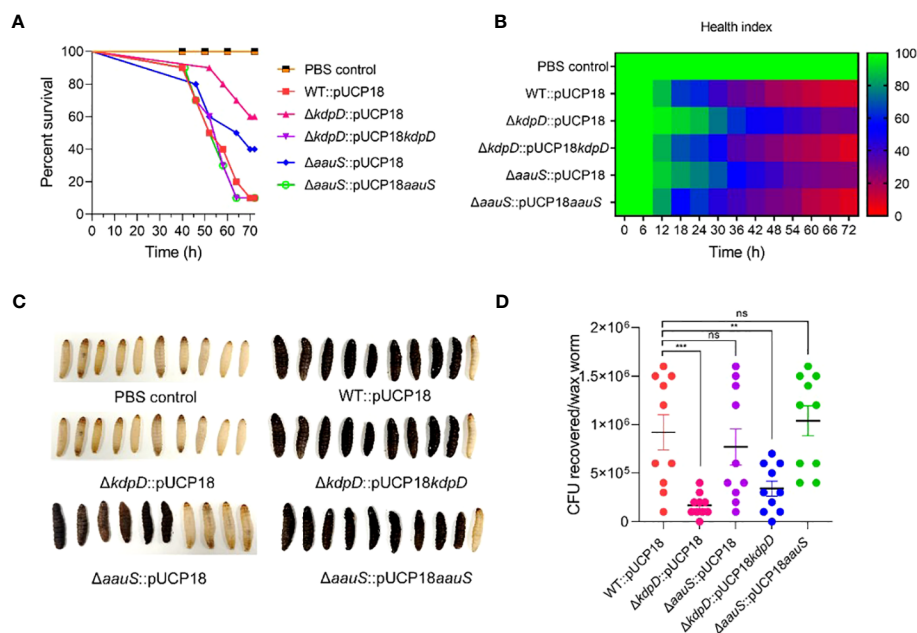 A
Percent survival
100
80
60
40
20
0
0 10 20 30 40 50 60 70
Time (h)
PBS control
WT::pUCP18
ΔkdpD::pUCP18
ΔkdpD::pUCP18kdpD
ΔaauS::pUCP18
ΔaauS::pUCP18aauS
B
Health index
PBS control
WT::pUCP18
ΔkdpD::pUCP18
ΔkdpD::pUCP18kdpD
ΔaauS::pUCP18
ΔaauS::pUCP18aauS
0 6 12 18 24 30 36 42 48 54 60 66 72
Time (h)
100
80
60
40
20
0
C
PBS control
WT::pUCP18
ΔkdpD::pUCP18
ΔkdpD::pUCP18kdpD
ΔaauS::pUCP18
ΔaauS::pUCP18aauS
D
CFU recovered/wax worm
2×10⁶
1.5×10⁶
1×10⁶
5×10⁵
0
ns
**
ns
***
WT::pUCP18
ΔkdpD::pUCP18
ΔaauS::pUCP18
ΔkdpD::pUCP18kdpD
ΔaauS::pUCP18aauS